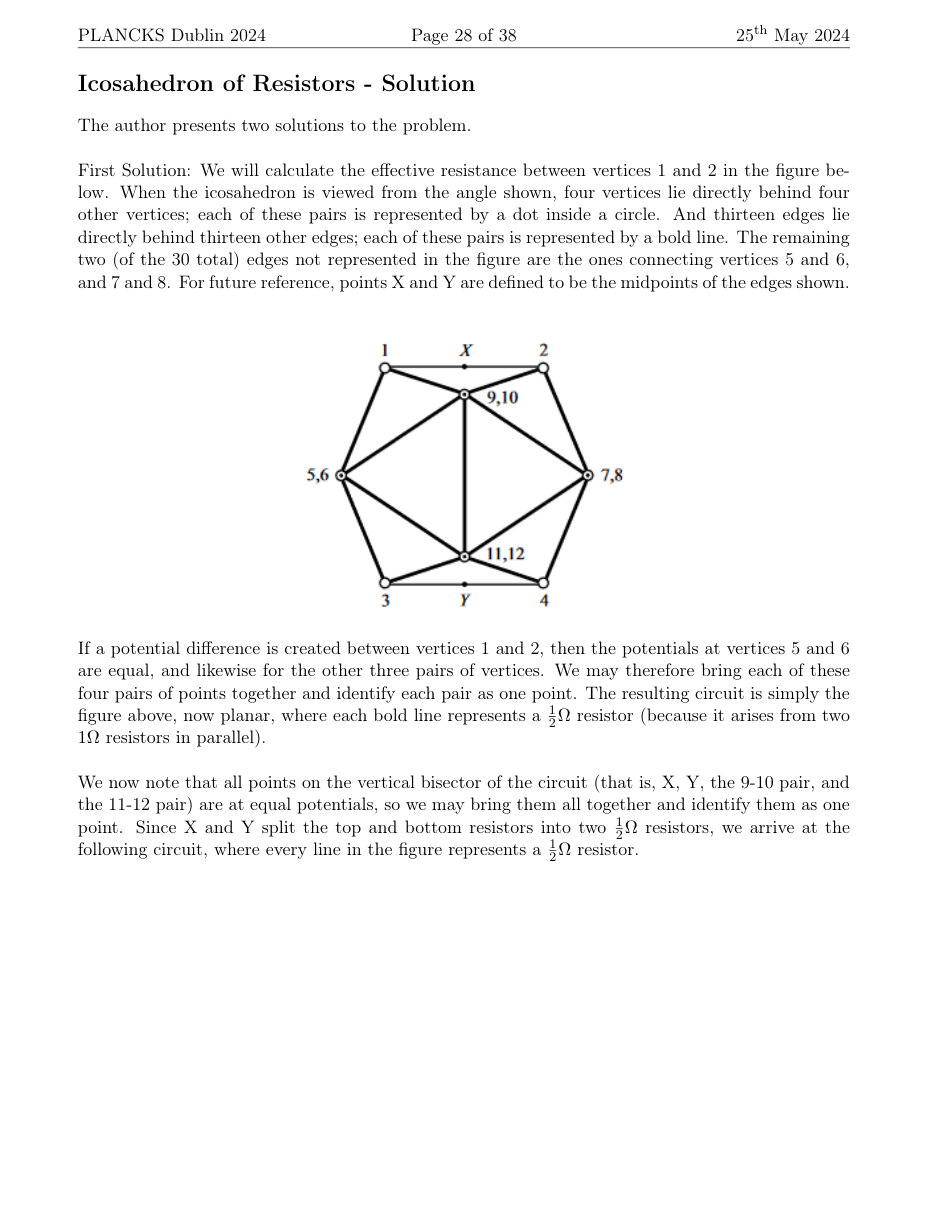 PLANCKS Dublin 2024 Page 28 of 38 25th May 2024
Icosahedron of Resistors - Solution
The author presents two solutions to the problem.
First Solution: We will calculate the effective resistance between vertices 1 and 2 in the figure be-
low. When the icosahedron is viewed from the angle shown, four vertices lie directly behind four
other vertices; each of these pairs is represented by a dot inside a circle. And thirteen edges lie
directly behind thirteen other edges; each of these pairs is represented by a bold line. The remaining
two (of the 30 total) edges not represented in the figure are the ones connecting vertices 5 and 6,
and 7 and 8. For future reference, points X and Y are defined to be the midpoints of the edges shown.
1 X 2
9,10
5,6 7,8
11,12
3 Y 4
If a potential difference is created between vertices 1 and 2, then the potentials at vertices 5 and 6
are equal, and likewise for the other three pairs of vertices. We may therefore bring each of these
four pairs of points together and identify each pair as one point. The resulting circuit is simply the
figure above, now planar, where each bold line represents a ½Ω resistor (because it arises from two
1Ω resistors in parallel).
We now note that all points on the vertical bisector of the circuit (that is, X, Y, the 9-10 pair, and
the 11-12 pair) are at equal potentials, so we may bring them all together and identify them as one
point. Since X and Y split the top and bottom resistors into two ½Ω resistors, we arrive at the
following circuit, where every line in the figure represents a ½Ω resistor.